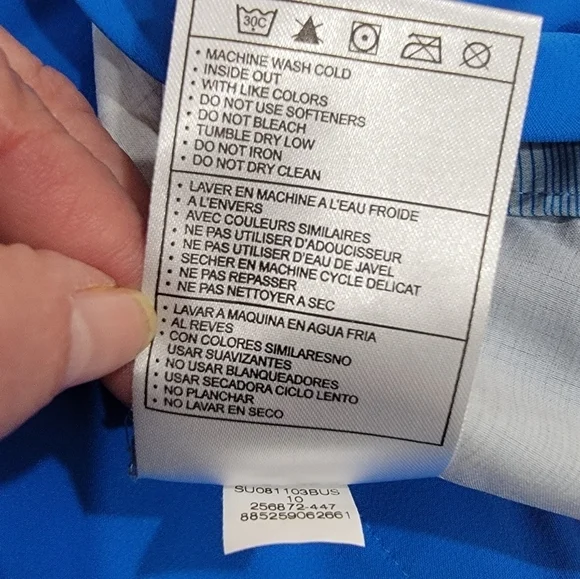 30C
• MACHINE WASH COLD
• INSIDE OUT
• WITH LIKE COLORS
• DO NOT USE SOFTENERS
• DO NOT BLEACH
• TUMBLE DRY LOW
• DO NOT IRON
• DO NOT DRY CLEAN
• LAVER EN MACHINE A L'EAU FROIDE
• A L'ENVERS
• AVEC COULEURS SIMILAIRES
• NE PAS UTILISER D'ADOUCISSEUR
• NE PAS UTILISER D'EAU DE JAVEL
• SECHER EN MACHINE CYCLE DELICAT
• NE PAS REPASSER
• NE PAS NETTOYER A SEC
• LAVAR A MAQUINA EN AGUA FRIA
• AL REVES
• CON COLORES SIMILARESNO
USAR SUAVIZANTES
• NO USAR BLANQUEADORES
• USAR SECADORA CICLO LENTO
• NO PLANCHAR
• NO LAVAR EN SECO
SU081103BUS
10
256872-447
885259062661